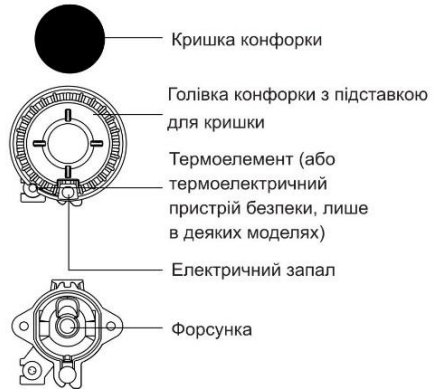 Кришка конфорки
Голівка конфорки з підставкою
для кришки
Термоелемент (або
термоелектричний
пристрій безпеки, лише
в деяких моделях)
Електричний запал
Форсунка